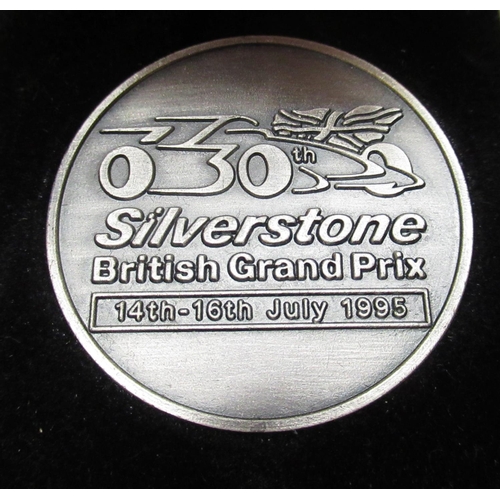 30th
Silverstone
British Grand Prix
14th-16th July 1995